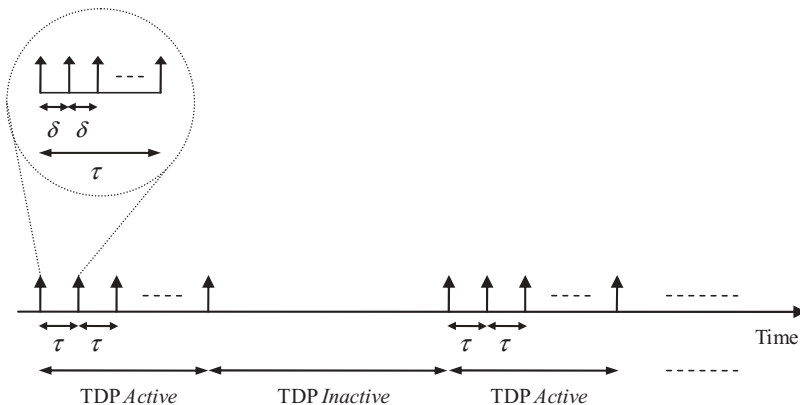 δ δ
τ
τ τ τ τ
Time
TDP Active TDP Inactive TDP Active